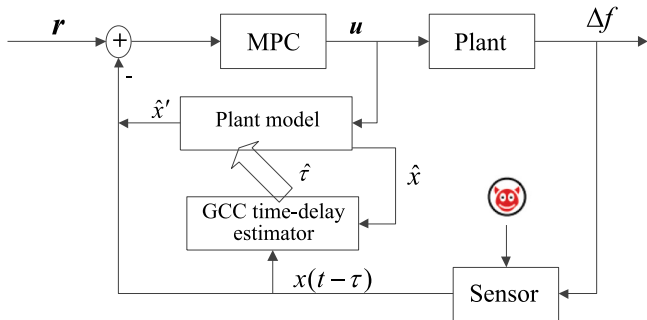 r
+
MPC
u
Plant
Δf
-
x̂′
Plant model
τ̂
x̂
GCC time-delay
estimator
x(t − τ)
Sensor